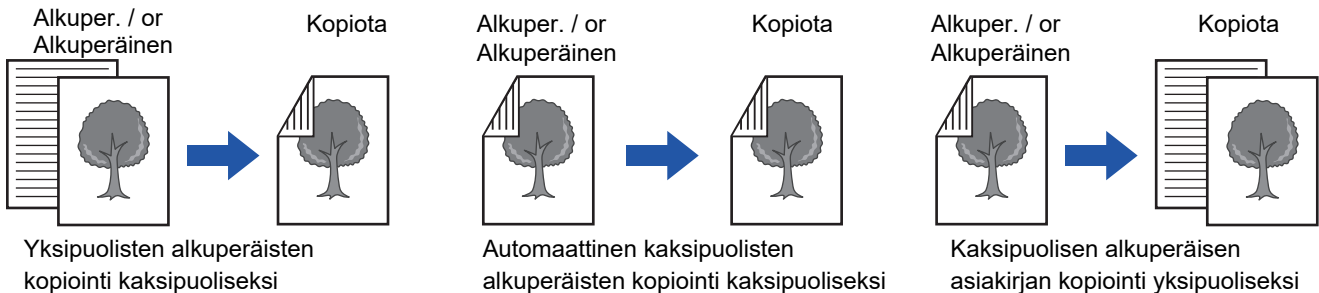 Alkuper. / or
Alkuperäinen
Kopiota
Yksipuolisten alkuperäisten
kopiointi kaksipuoliseksi
Alkuper. / or
Alkuperäinen
Kopiota
Automaattinen kaksipuolisten
alkuperäisten kopiointi kaksipuoliseksi
Alkuper. / or
Alkuperäinen
Kopiota
Kaksipuolisen alkuperäisen
asiakirjan kopiointi yksipuoliseksi